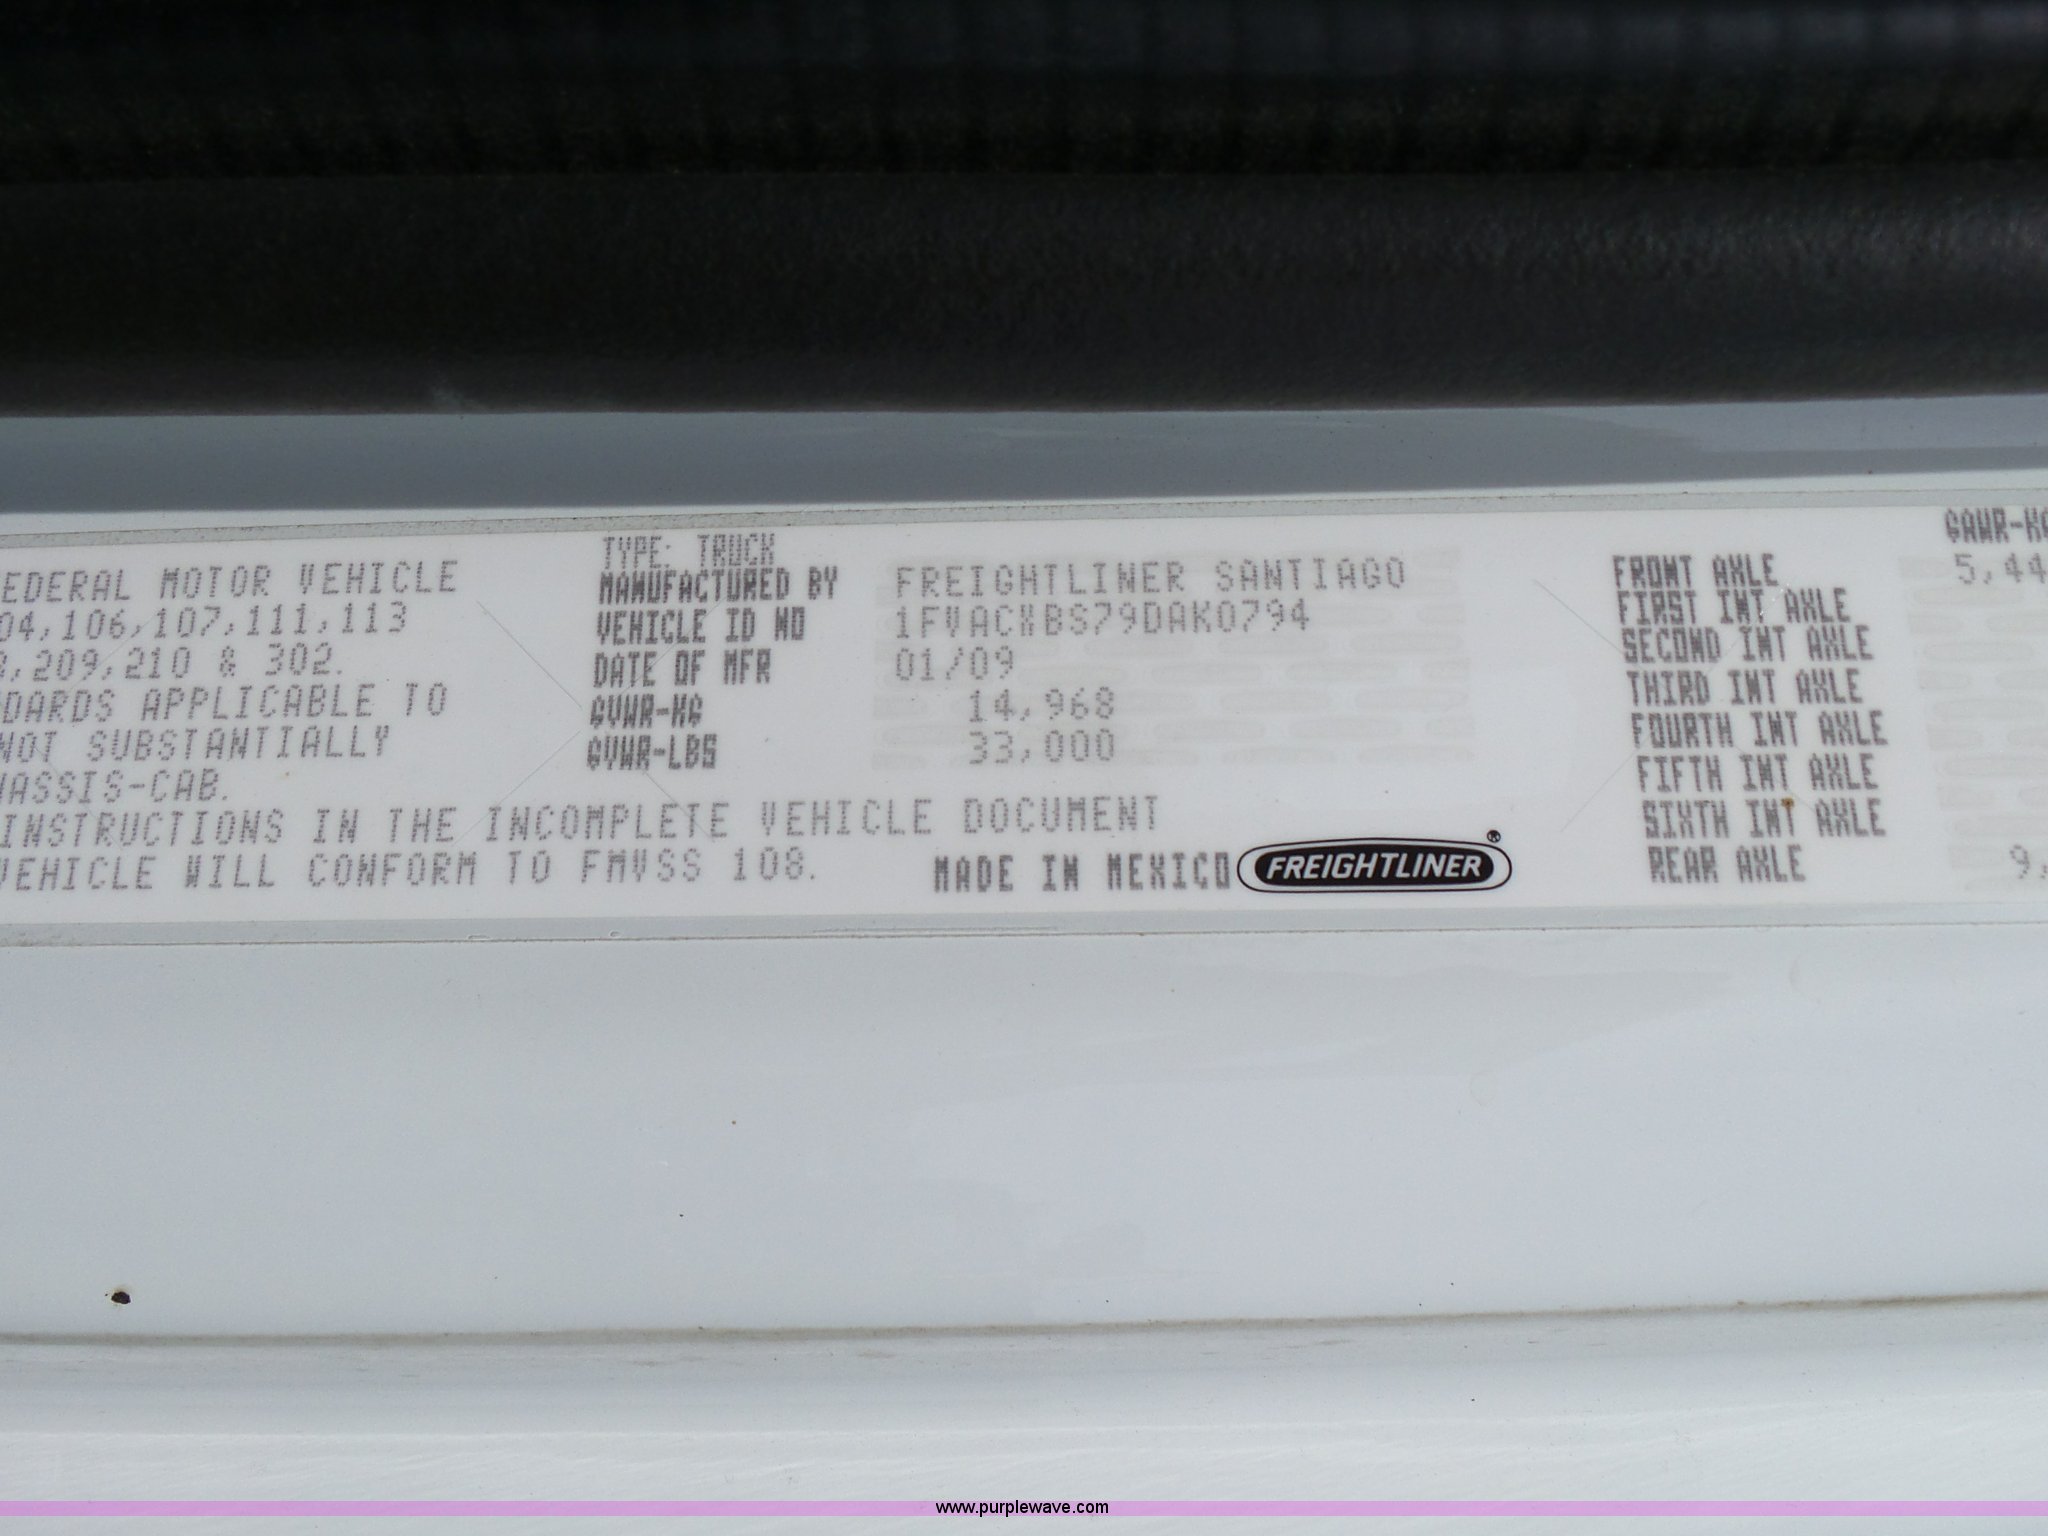 EDERAL MOTOR VEHICLE
04,106,107,111,113
,209,210 & 302.
DARDS APPLICABLE TO
NOT SUBSTANTIALLY
HASSIS-CAB.
INSTRUCTIONS IN THE INCOMPLETE VEHICLE DOCUMENT
VEHICLE WILL CONFORM TO FMVSS 108.
TYPE: TRUCK
MANUFACTURED BY FREIGHTLINER SANTIAGO
VEHICLE ID NO 1FVACXBS79DAK0794
DATE OF MFR 01/09
GVWR-KG 14,968
GVWR-LBS 33,000
MADE IN MEXICO FREIGHTLINER®
GAWR-KG
FRONT AXLE 5,44
FIRST INT AXLE
SECOND INT AXLE
THIRD INT AXLE
FOURTH INT AXLE
FIFTH INT AXLE
SIXTH INT AXLE
REAR AXLE 9,
www.purplewave.com